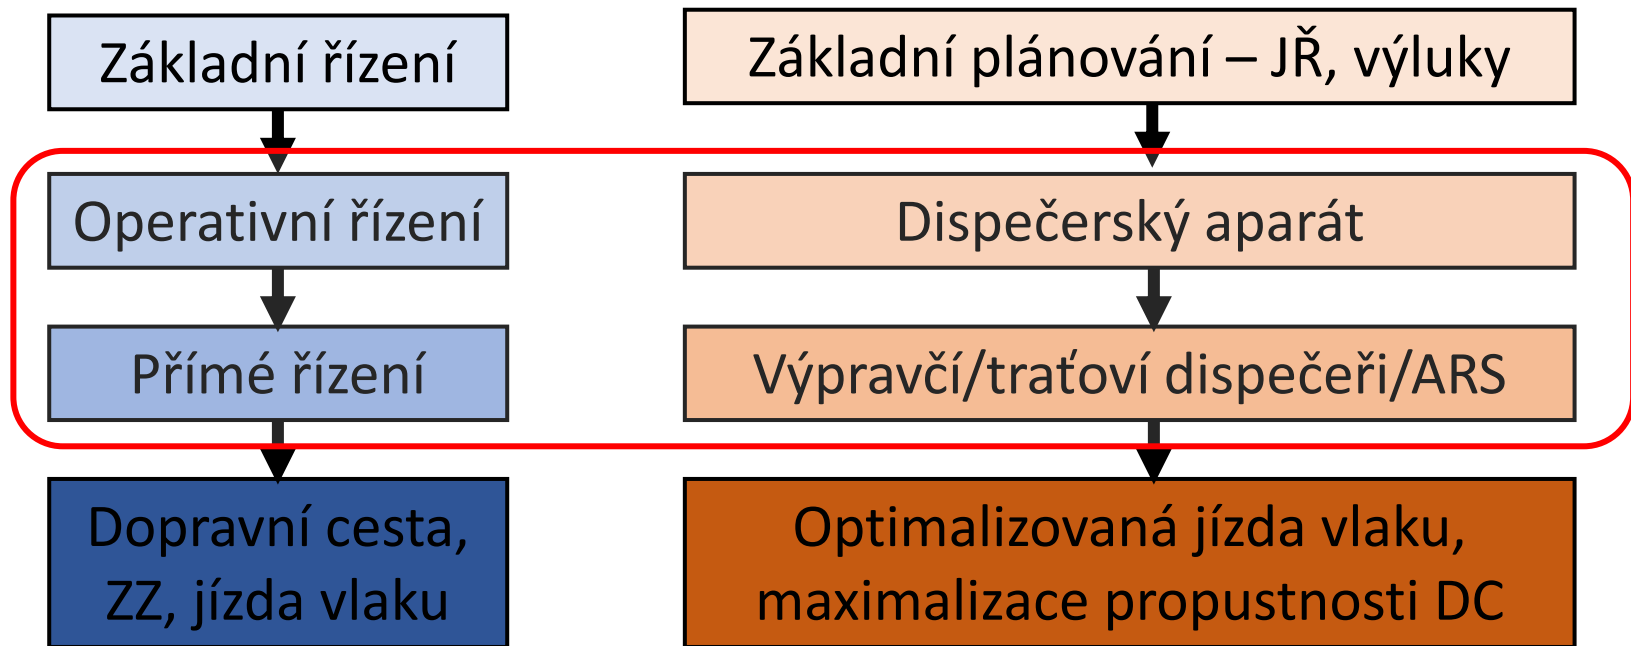 Základní řízení
Základní plánování – JŘ, výluky
Operativní řízení
Dispečerský aparát
Přímé řízení
Výpravčí/traťoví dispečeři/ARS
Dopravní cesta,
ZZ, jízda vlaku
Optimalizovaná jízda vlaku,
maximalizace propustnosti DC